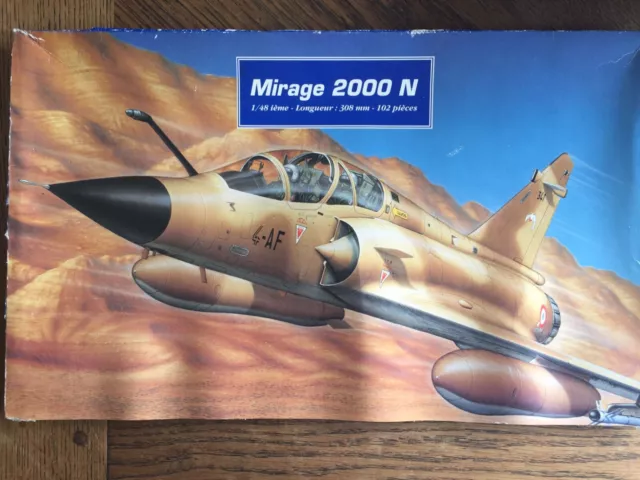 Mirage 2000 N
1/48 ième - Longueur : 308 mm - 102 pièces
4-AF